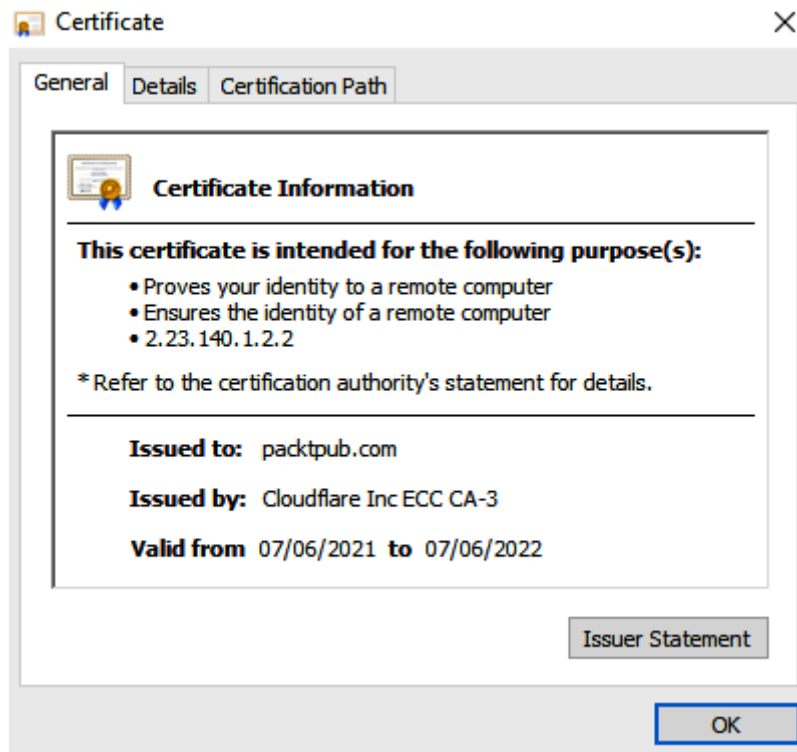 Certificate
General Details Certification Path
Certificate Information
This certificate is intended for the following purpose(s):
• Proves your identity to a remote computer
• Ensures the identity of a remote computer
• 2.23.140.1.2.2
* Refer to the certification authority's statement for details.
Issued to: packtpub.com
Issued by: Cloudflare Inc ECC CA-3
Valid from 07/06/2021 to 07/06/2022
Issuer Statement
OK